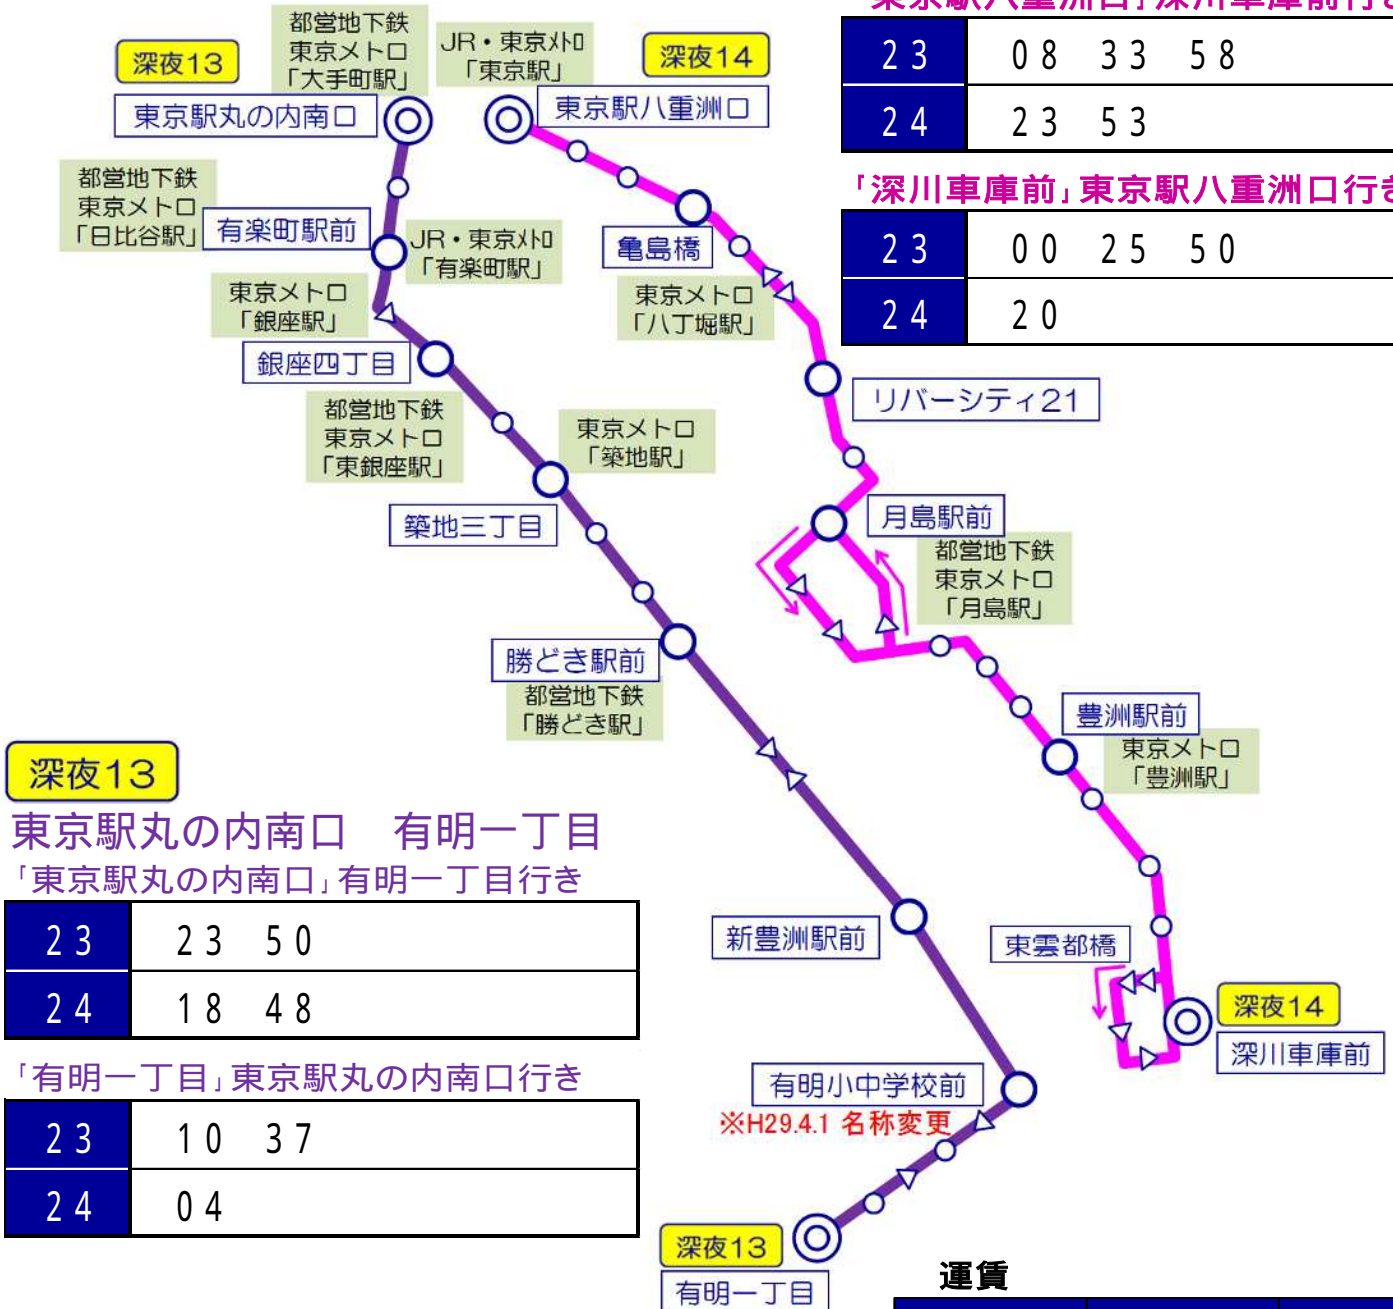 「東京駅八重洲口」深川車庫前行き
23 08 33 58
24 23 53
「深川車庫前」東京駅八重洲口行き
23 00 25 50
24 20
深夜13
都営地下鉄
東京メトロ
「大手町駅」
JR・東京メトロ
「東京駅」
深夜14
東京駅丸の内南口
東京駅八重洲口
都営地下鉄
東京メトロ
「日比谷駅」
有楽町駅前
JR・東京メトロ
「有楽町駅」
亀島橋
東京メトロ
「銀座駅」
東京メトロ
「八丁堀駅」
銀座四丁目
リバーシティ21
都営地下鉄
東京メトロ
「東銀座駅」
東京メトロ
「築地駅」
築地三丁目
月島駅前
都営地下鉄
東京メトロ
「月島駅」
勝どき駅前
都営地下鉄
「勝どき駅」
豊洲駅前
東京メトロ
「豊洲駅」
深夜13
東京駅丸の内南口 有明一丁目
「東京駅丸の内南口」有明一丁目行き
23 23 50
24 18 48
「有明一丁目」東京駅丸の内南口行き
23 10 37
24 04
新豊洲駅前
東雲都橋
深夜14
深川車庫前
有明小中学校前
※H29.4.1 名称変更
深夜13
有明一丁目
運賃